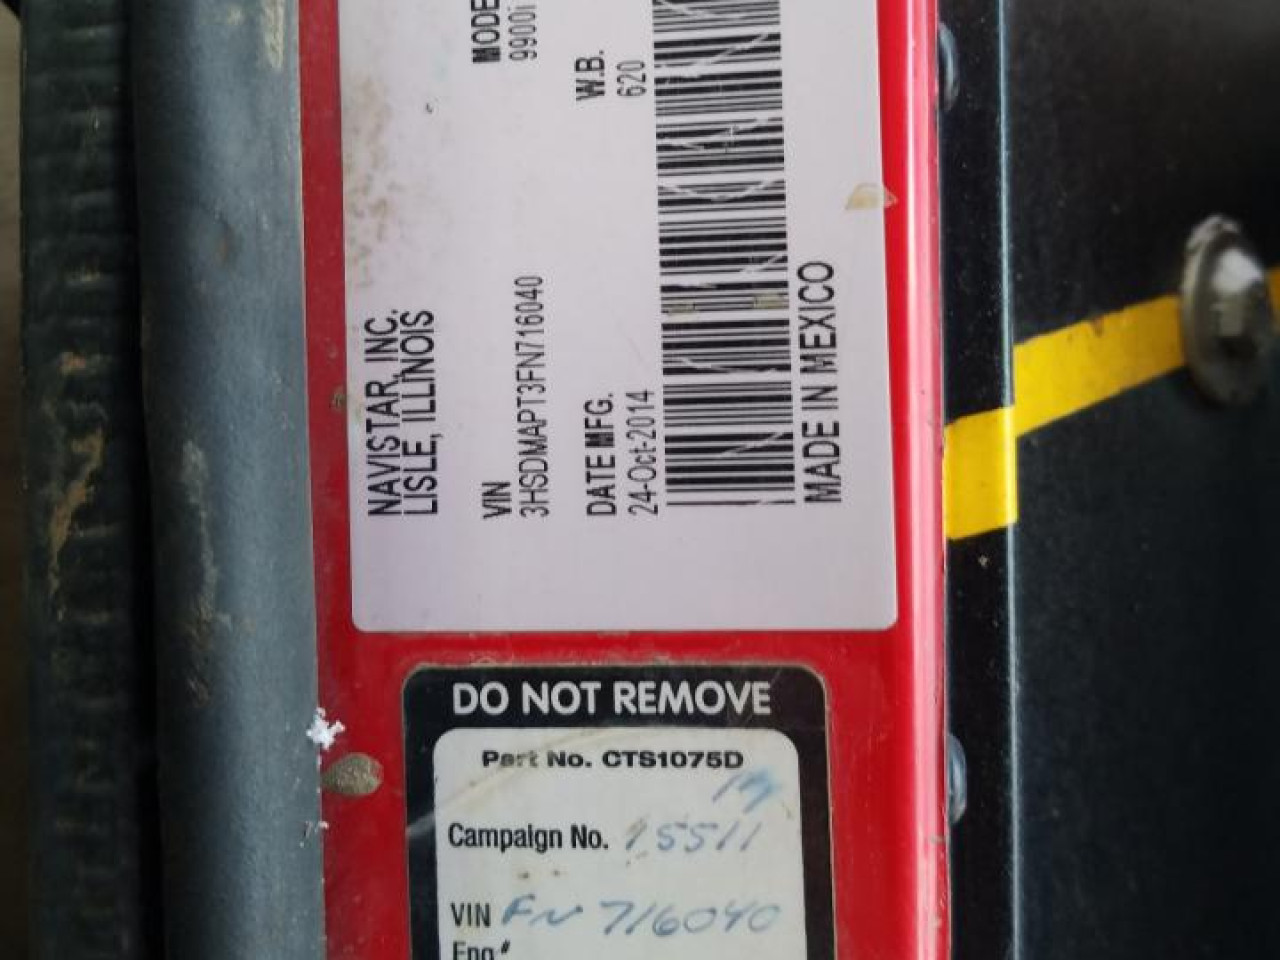 NAVISTAR, INC.
LISLE, ILLINOIS
VIN
3HSDMAPT3FN716040
MODE
9900i
DATE MFG.
24-Oct-2014
W.B.
620
MADE IN MEXICO
DO NOT REMOVE
Part No. CTS1075D
Campaign No. 15511
VIN FN 716040
Eng#